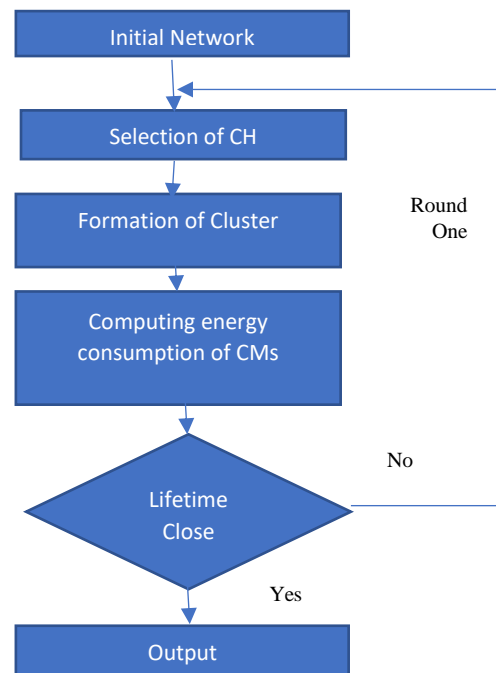 Initial Network
Selection of CH
Formation of Cluster
Round
One
Computing energy
consumption of CMs
No
Lifetime
Close
Yes
Output